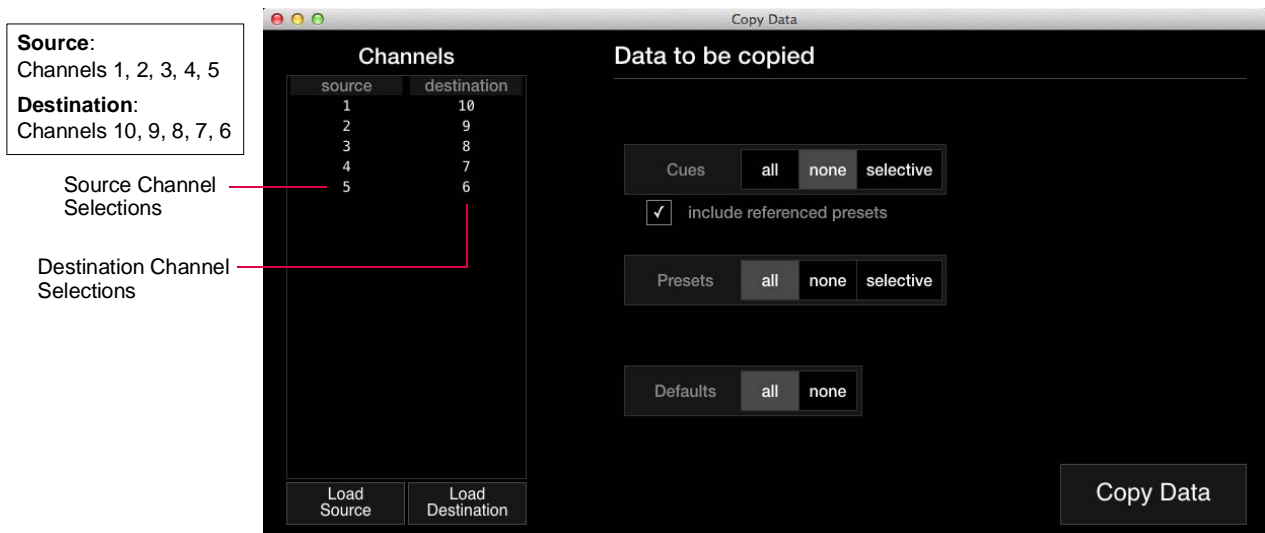 Source:
Channels 1, 2, 3, 4, 5
Destination:
Channels 10, 9, 8, 7, 6
Source Channel
Selections
Destination Channel
Selections
Copy Data
Channels
source destination
1 10
2 9
3 8
4 7
5 6
Load
Source
Load
Destination
Data to be copied
Cues all none selective
✓ include referenced presets
Presets all none selective
Defaults all none
Copy Data